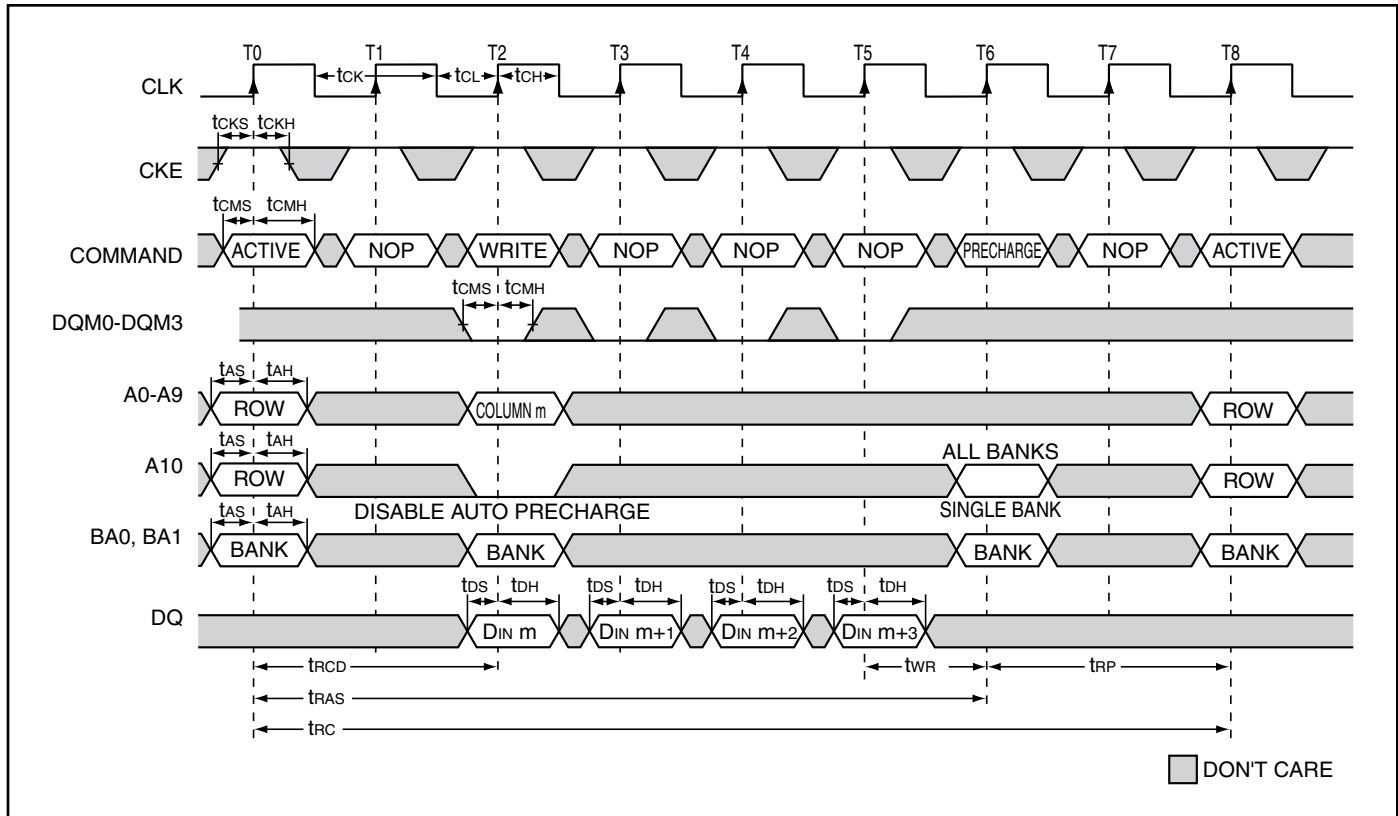 T0 T1 T2 T3 T4 T5 T6 T7 T8
CLK tCK tCL tCH
tCKS tCKH
CKE
tCMS tCMH
COMMAND ACTIVE NOP WRITE NOP NOP NOP PRECHARGE NOP ACTIVE
tCMS tCMH
DQM0-DQM3
tAS tAH
A0-A9 ROW COLUMN m ROW
tAS tAH ALL BANKS
A10 ROW ROW
tAS tAH DISABLE AUTO PRECHARGE SINGLE BANK
BA0, BA1 BANK BANK BANK BANK
tDS tDH tDS tDH tDS tDH tDS tDH
DQ DIN m DIN m+1 DIN m+2 DIN m+3
tRCD tWR tRP
tRAS
tRC
DON'T CARE